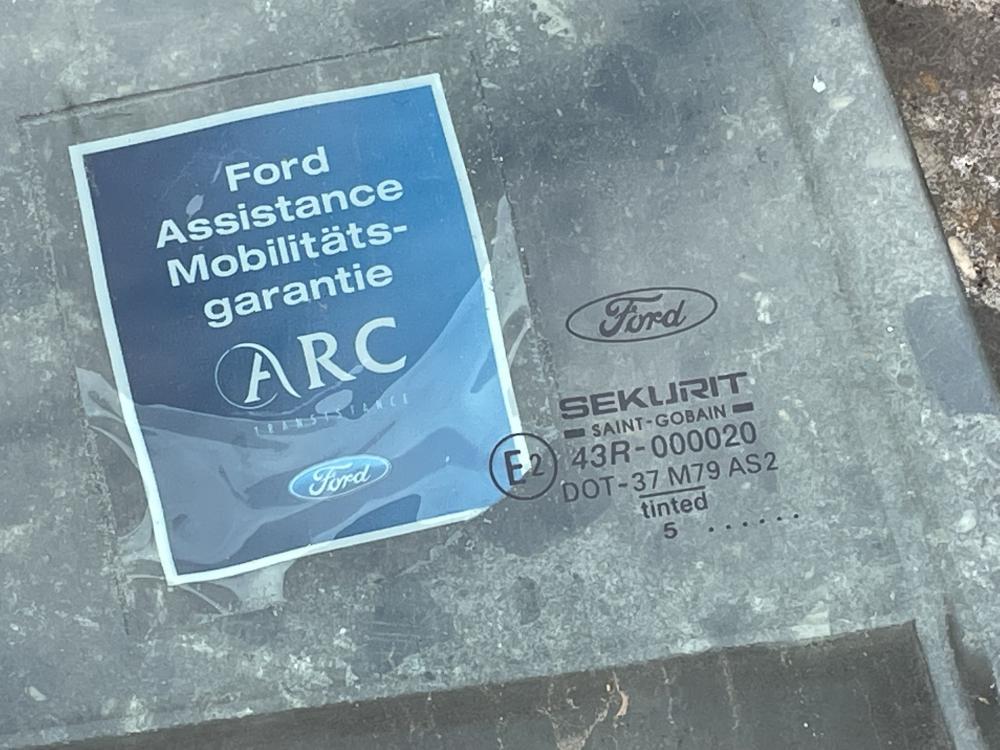 Ford
Assistance
Mobilitäts-
garantie
ARC
TRANSISTANCE
Ford
Ford
SEKURIT
SAINT-GOBAIN
E2 43R-000020
DOT-37 M79 AS2
tinted
5 ......